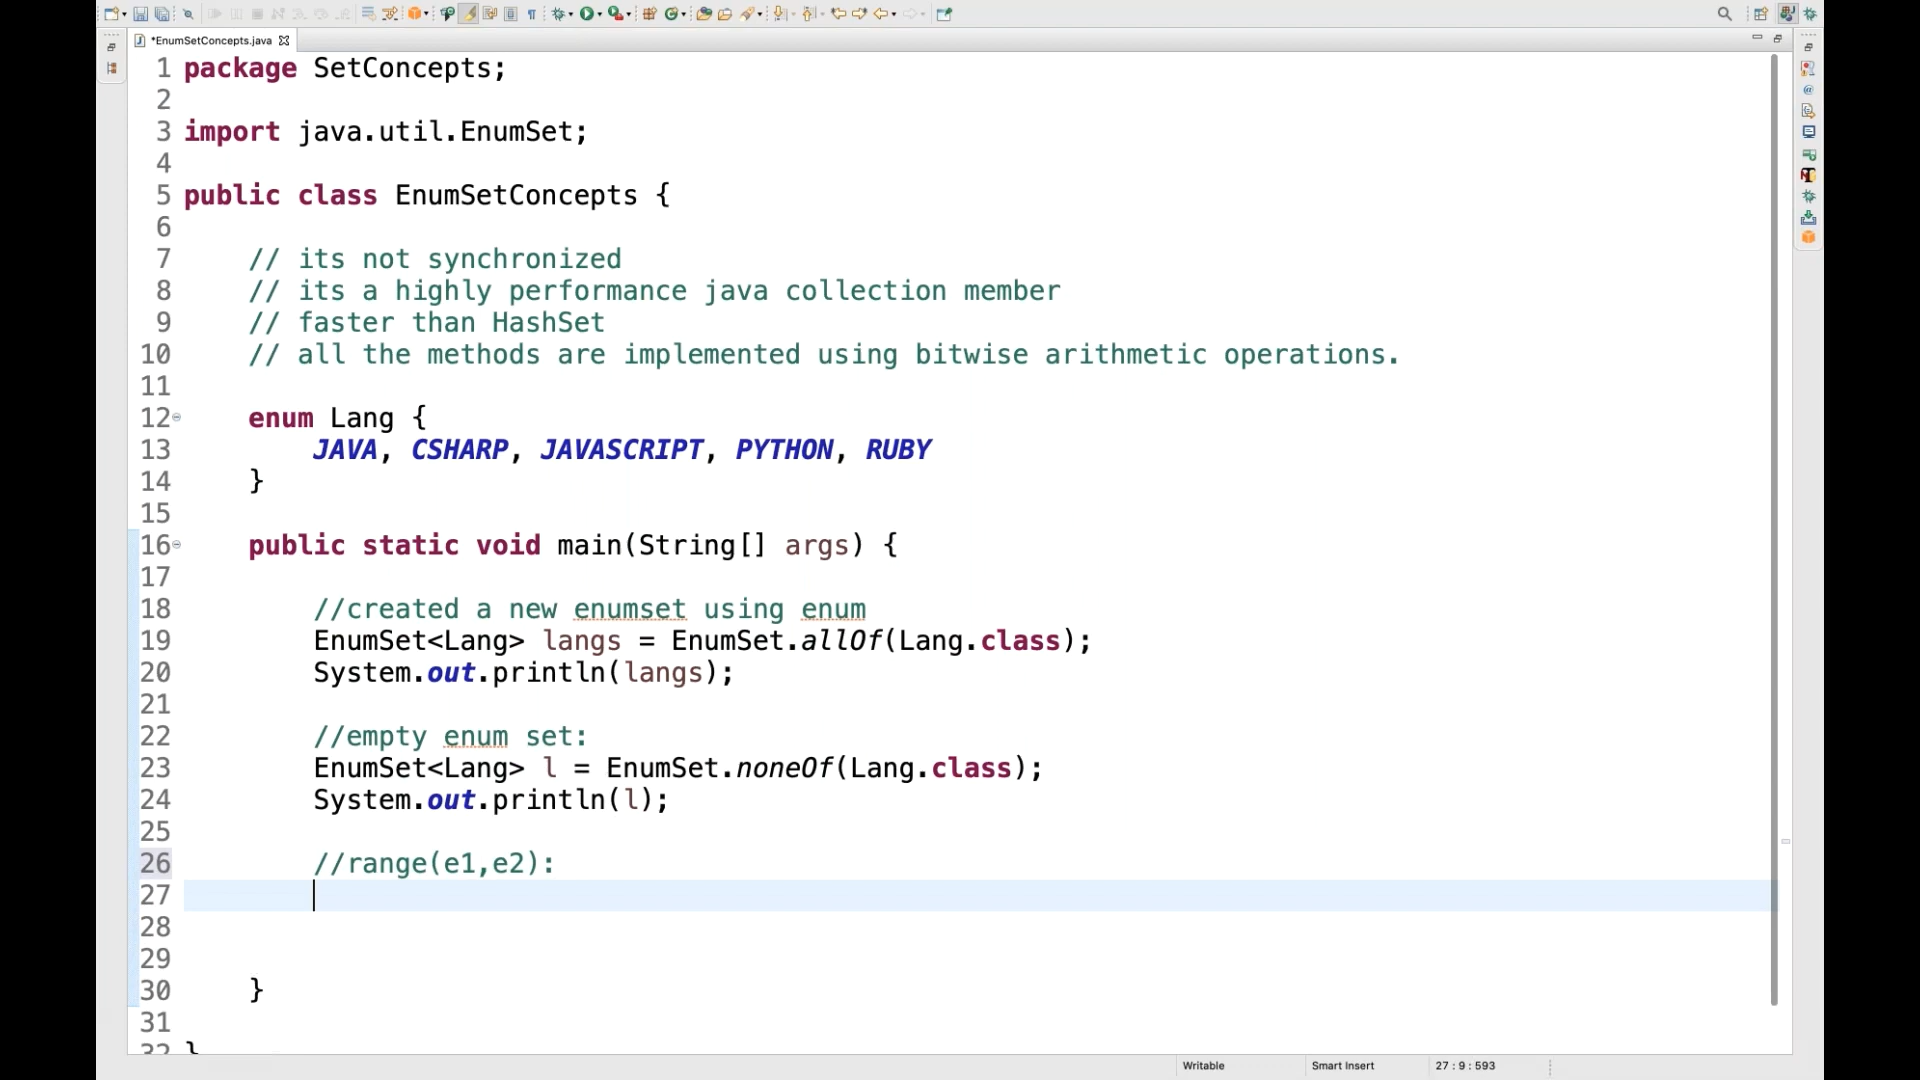 *EnumSetConcepts.java
1 package SetConcepts;
2
3 import java.util.EnumSet;
4
5 public class EnumSetConcepts {
6
7 // its not synchronized
8 // its a highly performance java collection member
9 // faster than HashSet
10 // all the methods are implemented using bitwise arithmetic operations.
11
12 enum Lang {
13 JAVA, CSHARP, JAVASCRIPT, PYTHON, RUBY
14 }
15
16 public static void main(String[] args) {
17
18 //created a new enumset using enum
19 EnumSet<Lang> langs = EnumSet.allOf(Lang.class);
20 System.out.println(langs);
21
22 //empty enum set:
23 EnumSet<Lang> l = EnumSet.noneOf(Lang.class);
24 System.out.println(l);
25
26 //range(e1,e2):
27
28
29
30 }
31
32 }
Writable Smart Insert 27 : 9 : 593